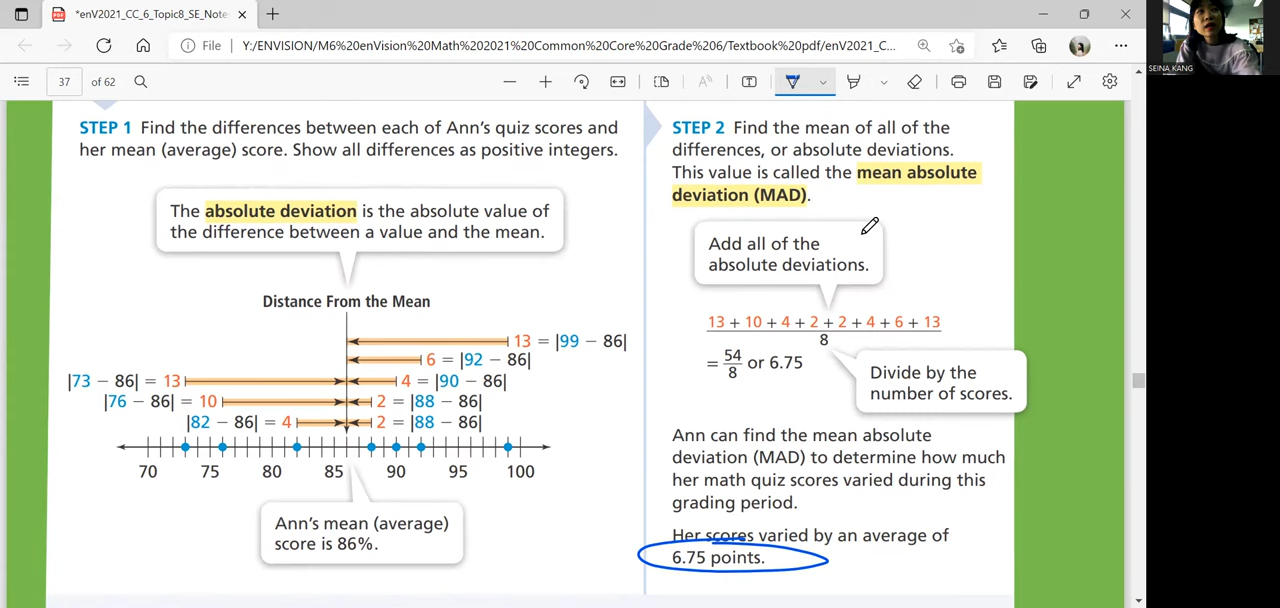 *enV2021_CC_6_Topic8_SE_Note
File
Y:/ENVISION/M6%20enVision%20Math%202021%20Common%20Core%20Grade%206/Textbook%20pdf/enV2021_C...
SEINA KANG
37
of 62
STEP 1 Find the differences between each of Ann's quiz scores and
her mean (average) score. Show all differences as positive integers.
The absolute deviation is the absolute value of
the difference between a value and the mean.
Distance From the Mean
13 = |99 − 86|
6 = |92 − 86|
|73 − 86| = 13
4 = |90 − 86|
|76 − 86| = 10
2 = |88 − 86|
|82 − 86| = 4
2 = |88 − 86|
70 75 80 85 90 95 100
Ann's mean (average)
score is 86%.
STEP 2 Find the mean of all of the
differences, or absolute deviations.
This value is called the mean absolute
deviation (MAD).
Add all of the
absolute deviations.
13 + 10 + 4 + 2 + 2 + 4 + 6 + 13
8
= 54/8 or 6.75
Divide by the
number of scores.
Ann can find the mean absolute
deviation (MAD) to determine how much
her math quiz scores varied during this
grading period.
Her scores varied by an average of
6.75 points.